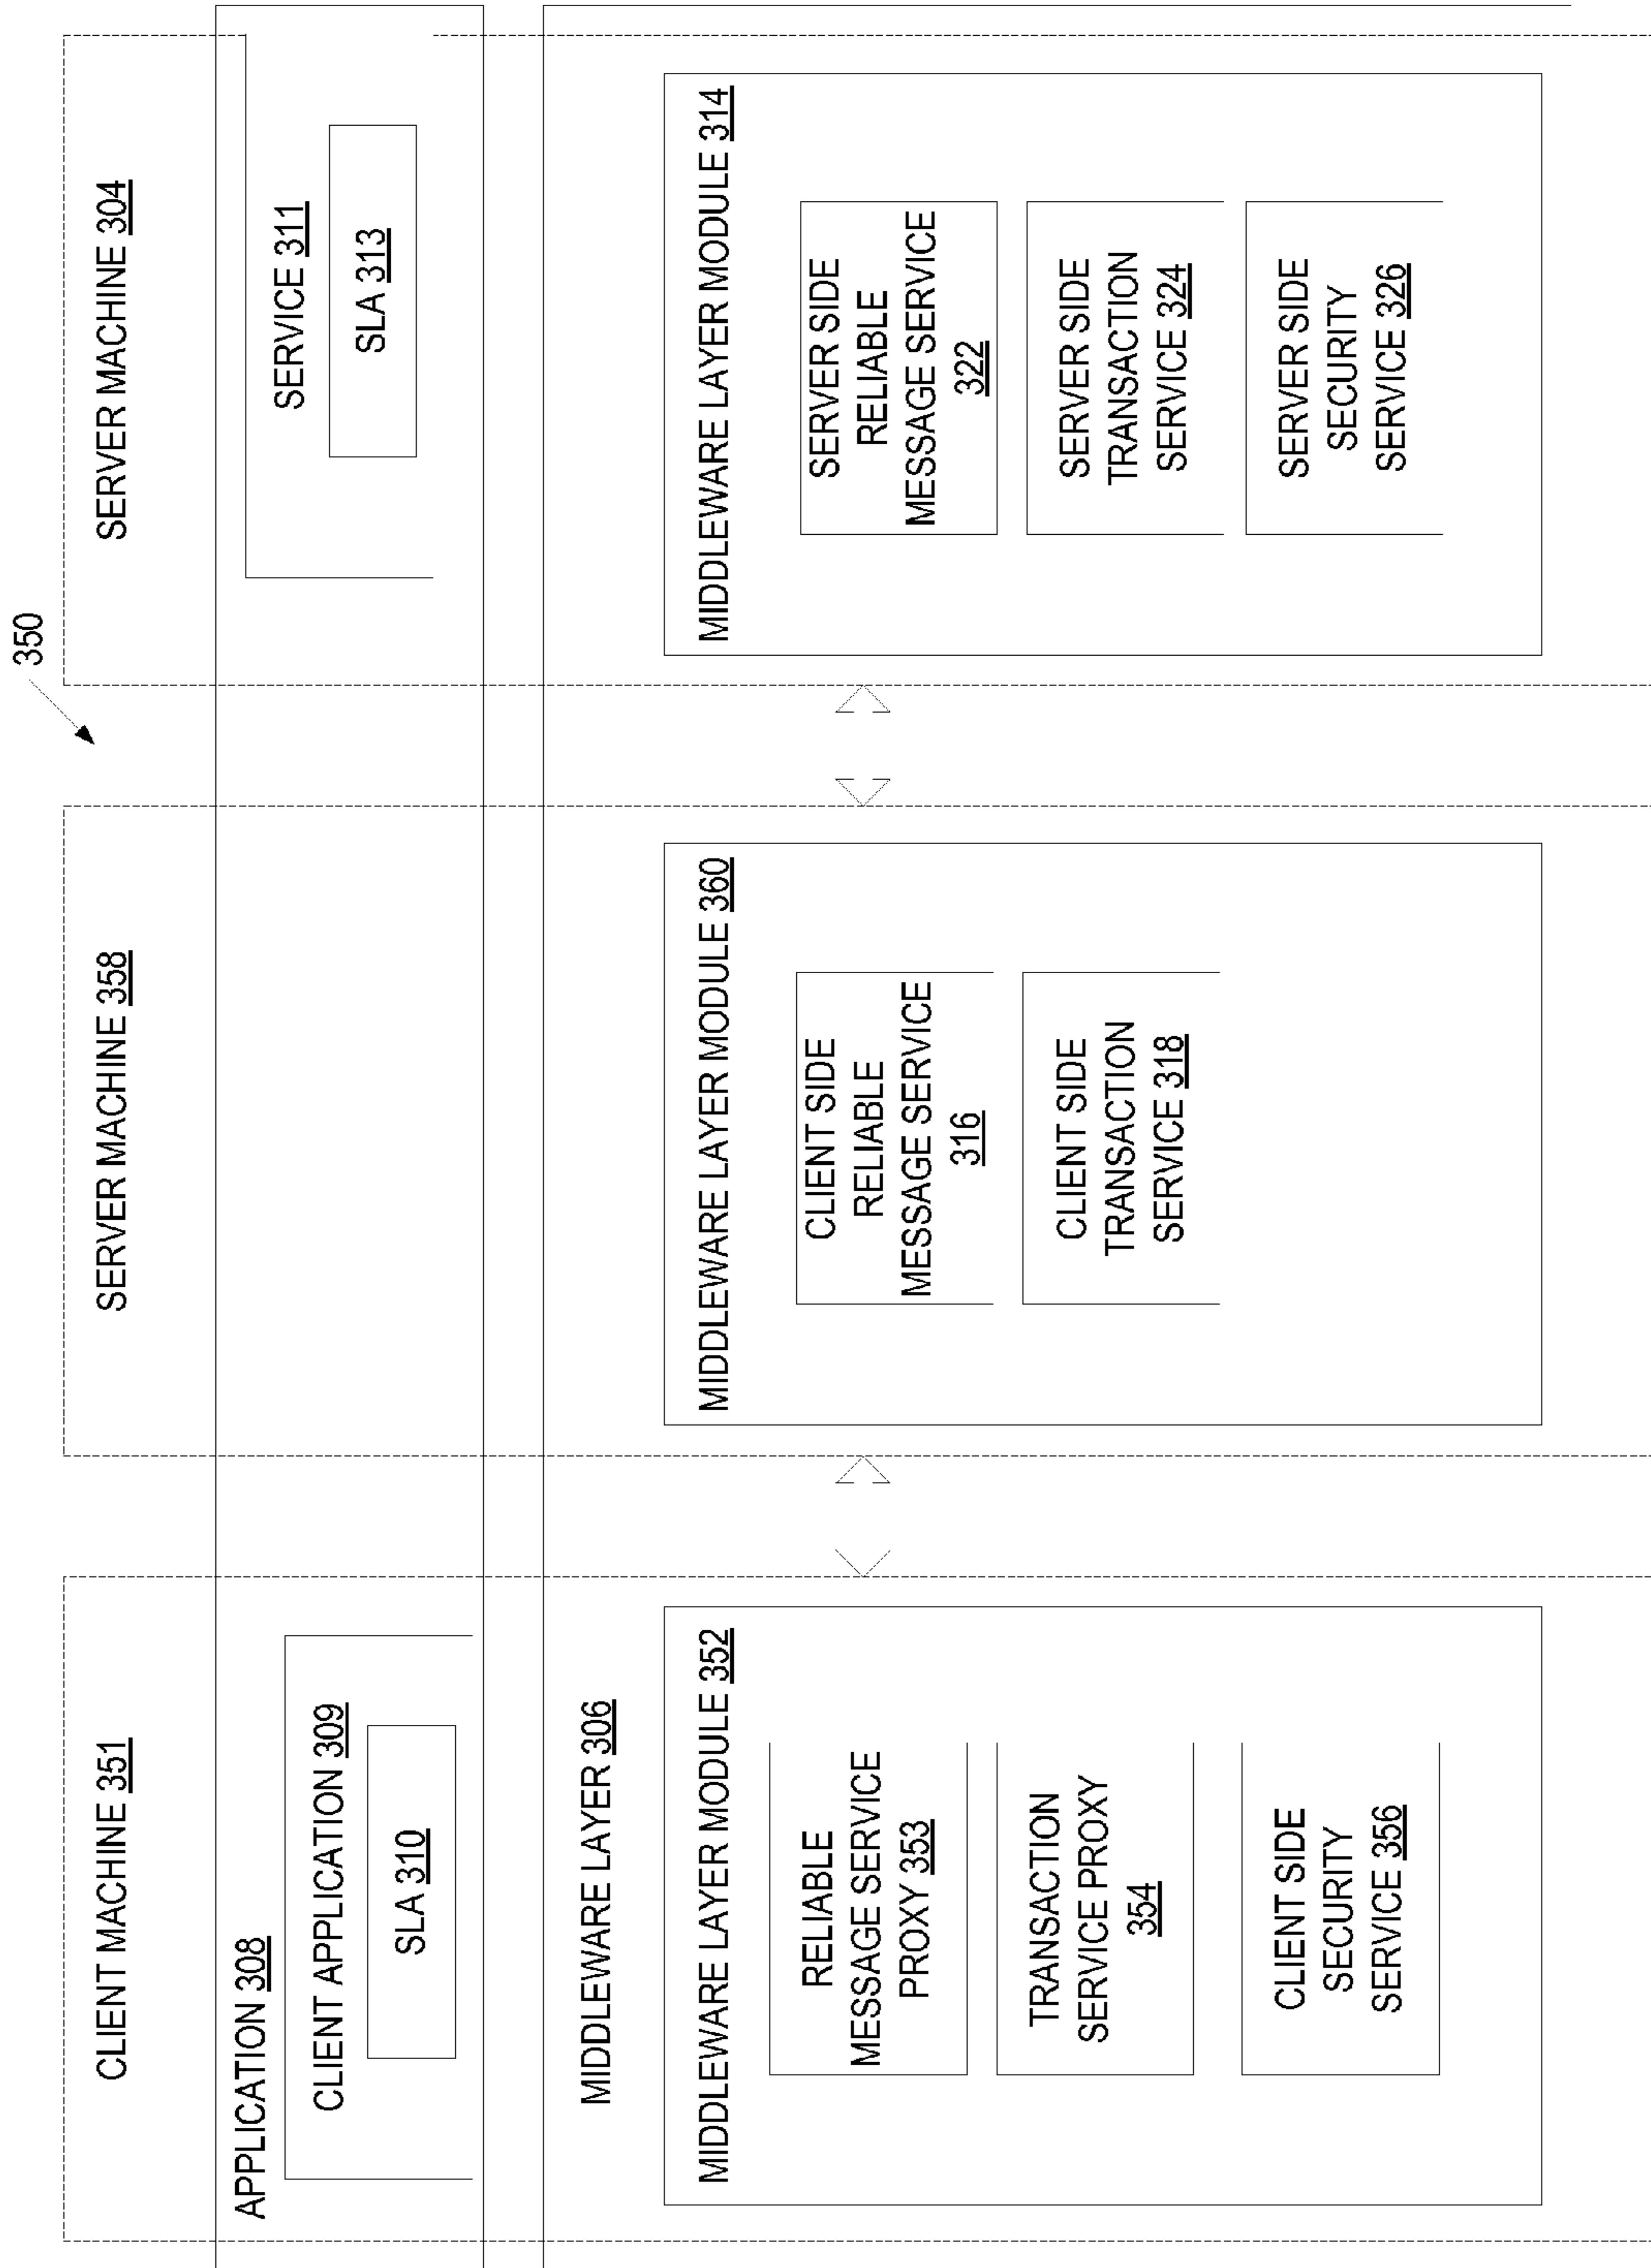 350
CLIENT MACHINE 351
APPLICATION 308
CLIENT APPLICATION 309
SLA 310
MIDDLEWARE LAYER 306
MIDDLEWARE LAYER MODULE 352
RELIABLE
MESSAGE SERVICE
PROXY 353
TRANSACTION
SERVICE PROXY
354
CLIENT SIDE
SECURITY
SERVICE 356
SERVER MACHINE 358
MIDDLEWARE LAYER MODULE 360
CLIENT SIDE
RELIABLE
MESSAGE SERVICE
316
CLIENT SIDE
TRANSACTION
SERVICE 318
SERVER MACHINE 304
SERVICE 311
SLA 313
MIDDLEWARE LAYER MODULE 314
SERVER SIDE
RELIABLE
MESSAGE SERVICE
322
SERVER SIDE
TRANSACTION
SERVICE 324
SERVER SIDE
SECURITY
SERVICE 326